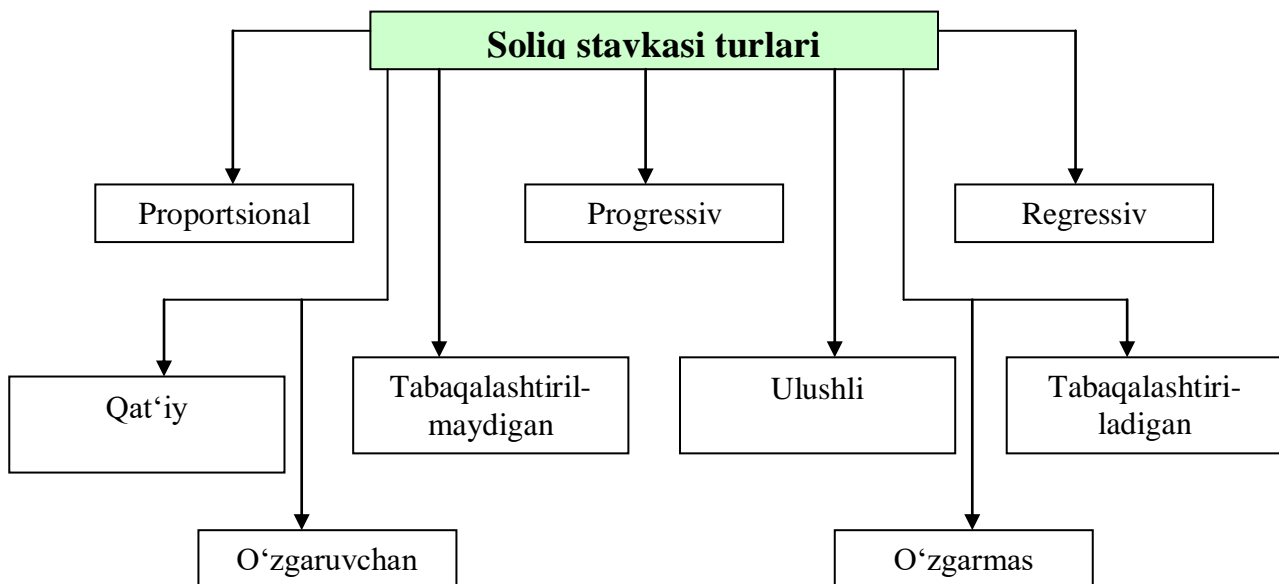 Soliq stavkasi turlari
Proportsional
Progressiv
Regressiv
Qat‘iy
Tabaqalashtiril-
maydigan
Ulushli
Tabaqalashtiri-
ladigan
O‘zgaruvchan
O‘zgarmas